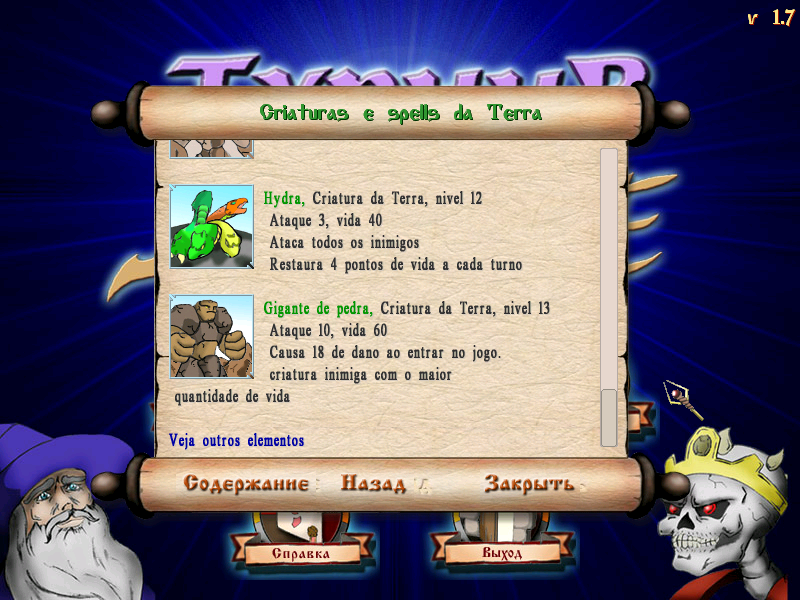 v 1.7
Турнир
Criaturas e spells da Terra
Hydra, Criatura da Terra, nivel 12
Ataque 3, vida 40
Ataca todos os inimigos
Restaura 4 pontos de vida a cada turno
Gigante de pedra, Criatura da Terra, nivel 13
Ataque 10, vida 60
Causa 18 de dano ao entrar no jogo.
criatura inimiga com o maior
quantidade de vida
Veja outros elementos
Содержание Назад Закрыть
Справка Выход